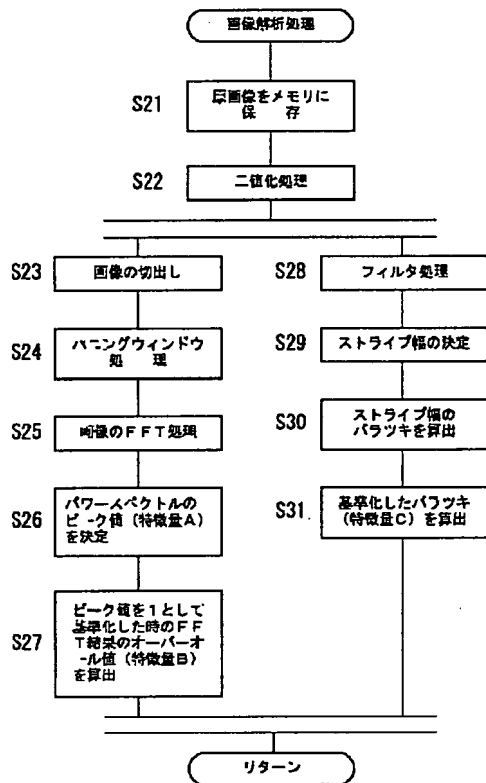 画像解析処理
S21
原画像をメモリに
保 存
S22
二値化処理
S23
画像の切出し
S24
ハニングウィンドウ
処 理
S25
画像のFFT処理
S26
パワースペクトルの
ピーク値(特徴量A)
を決定
S27
ピーク値を1として
基準化した時のFF
T結果のオーバーオ
ール値(特徴量B)
を算出
S28
フィルタ処理
S29
ストライプ幅の決定
S30
ストライプ幅の
バラツキを算出
S31
基準化したバラツキ
(特徴量C)を算出
リターン